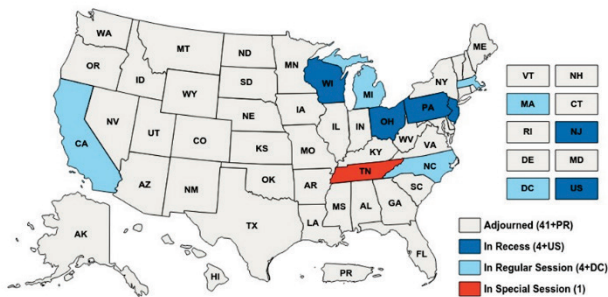 WA
MT
ND
MN
ME
OR
ID
SD
WI
MI
NY
WY
NV
UT
CO
NE
IA
IL
IN
OH
PA
CA
KS
MO
KY
WV
VA
AZ
NM
OK
AR
TN
NC
SC
TX
LA
MS
AL
GA
FL
AK
HI
PR
VT NH
MA CT
RI NJ
DE MD
DC US
Adjourned (41+PR)
In Recess (4+US)
In Regular Session (4+DC)
In Special Session (1)